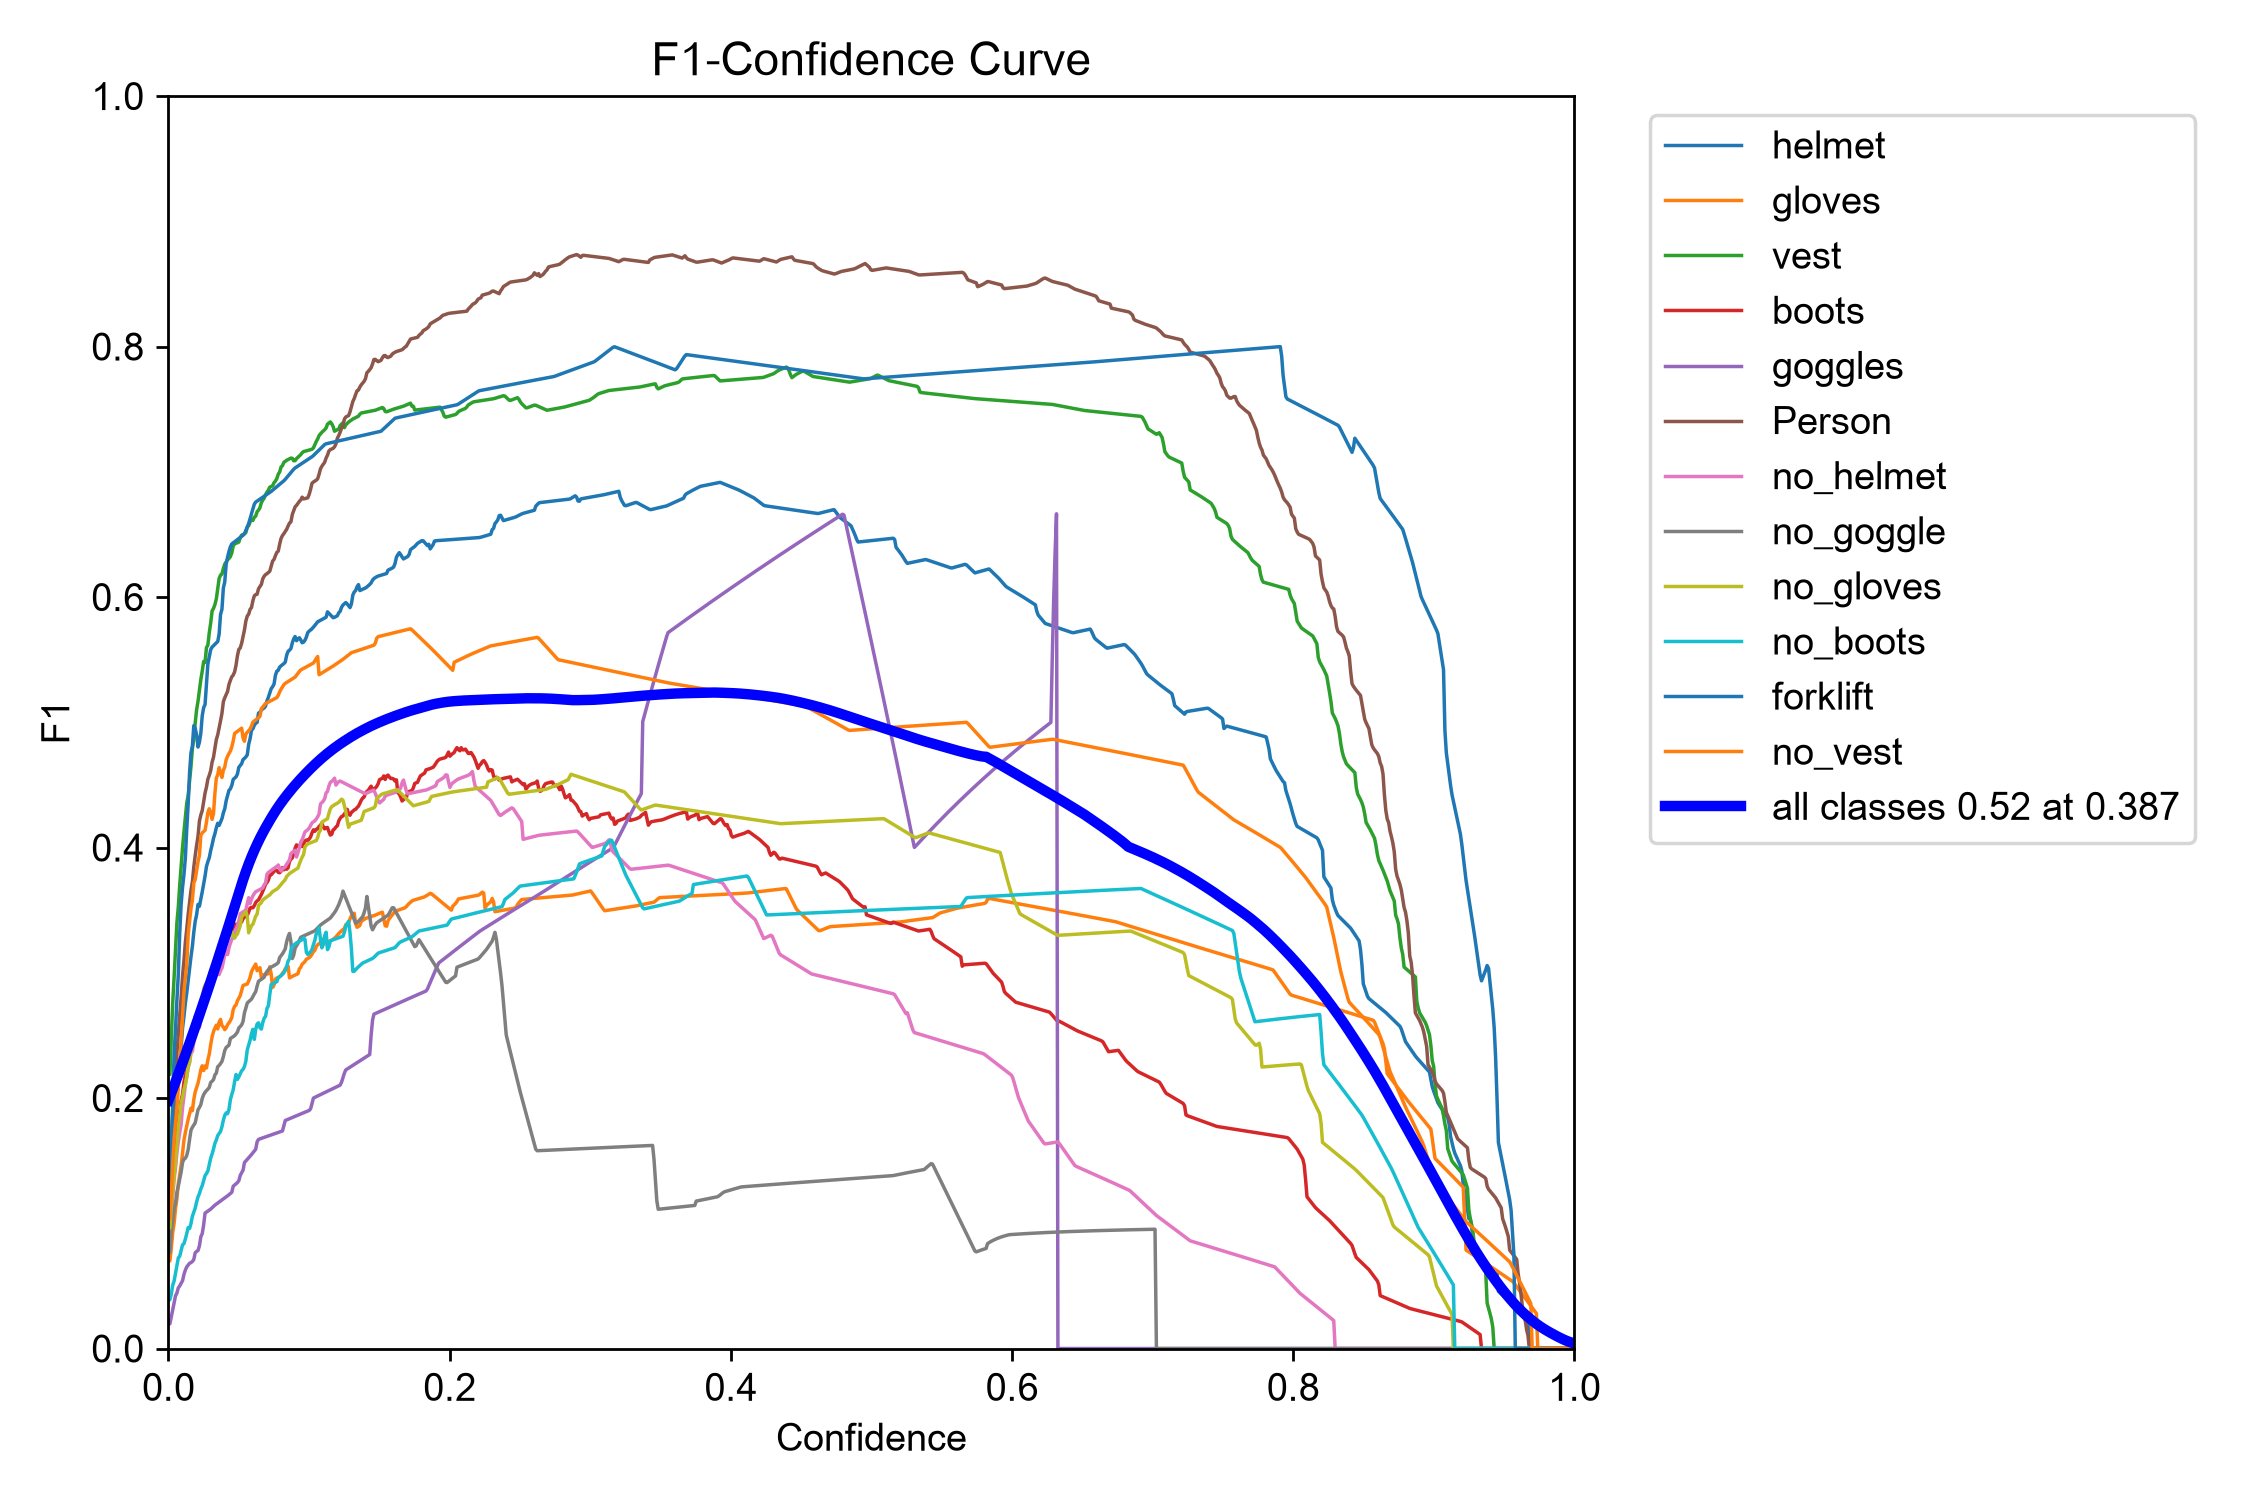 F1-Confidence Curve
1.0
0.8
0.6
0.4
0.2
0.0
F1
0.0 0.2 0.4 0.6 0.8 1.0
Confidence
helmet
gloves
vest
boots
goggles
Person
no_helmet
no_goggle
no_gloves
no_boots
forklift
no_vest
all classes 0.52 at 0.387